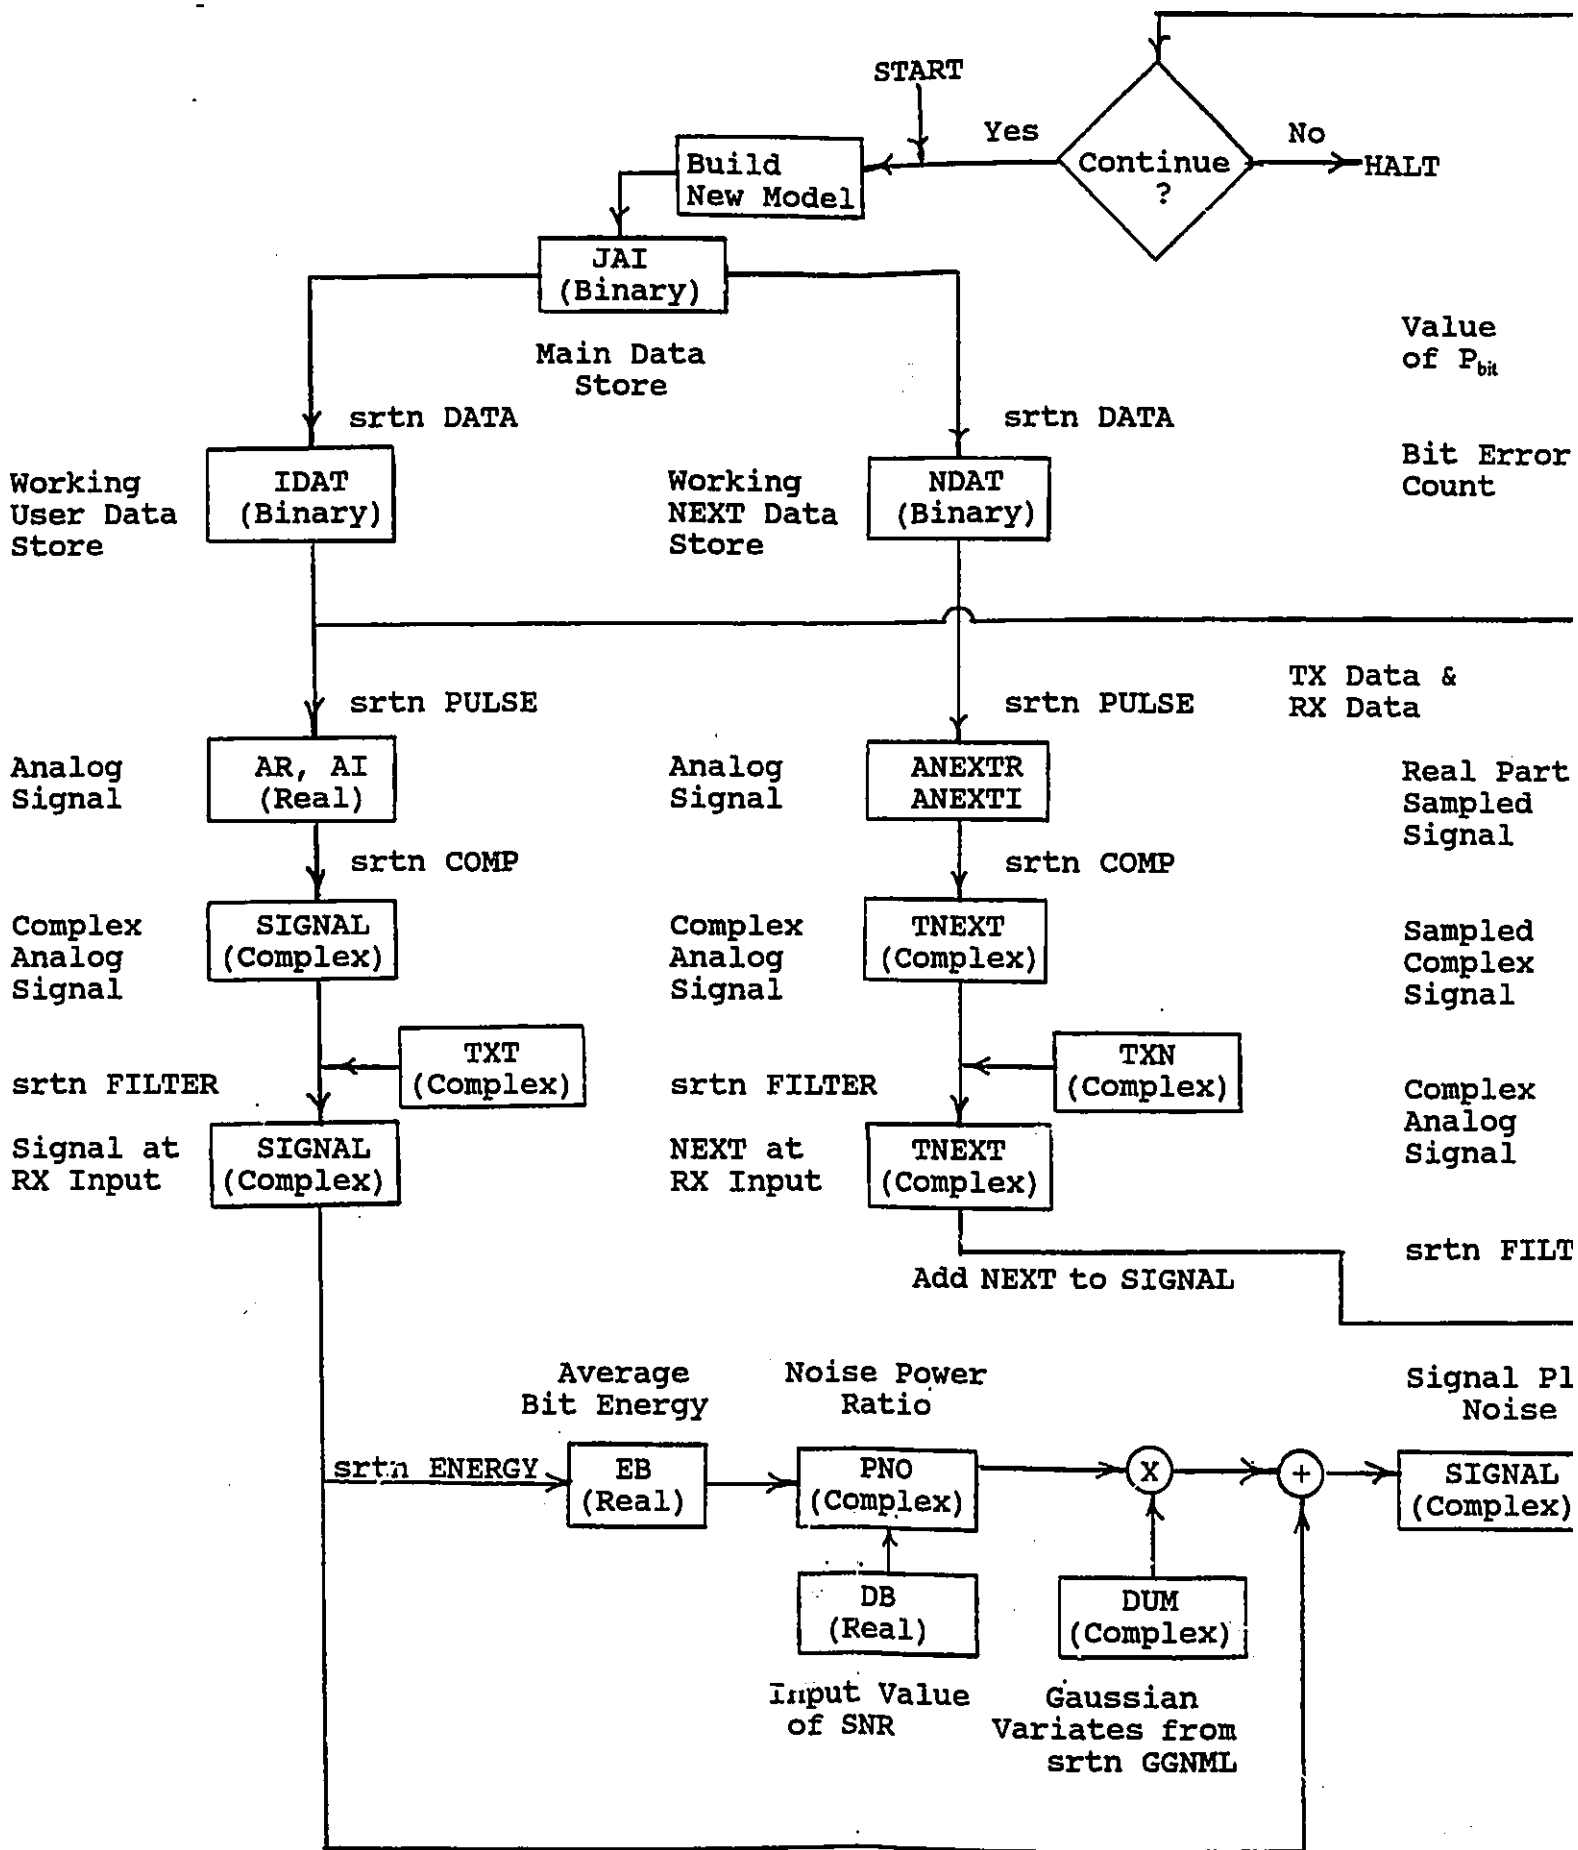 START
Yes
No
Continue
?
HALT
Build
New Model
JAI
(Binary)
Main Data
Store
Value
of Pbit
srtn DATA
srtn DATA
Working
User Data
Store
IDAT
(Binary)
Working
NEXT Data
Store
NDAT
(Binary)
Bit Error
Count
TX Data &
RX Data
srtn PULSE
srtn PULSE
Analog
Signal
AR, AI
(Real)
Analog
Signal
ANEXTR
ANEXTI
Real Part
Sampled
Signal
srtn COMP
srtn COMP
Complex
Analog
Signal
SIGNAL
(Complex)
Complex
Analog
Signal
TNEXT
(Complex)
Sampled
Complex
Signal
TXT
(Complex)
TXN
(Complex)
srtn FILTER
srtn FILTER
Complex
Analog
Signal
Signal at
RX Input
SIGNAL
(Complex)
NEXT at
RX Input
TNEXT
(Complex)
srtn FILT
Add NEXT to SIGNAL
Average
Bit Energy
Noise Power
Ratio
Signal Pl
Noise
srtn ENERGY
EB
(Real)
PNO
(Complex)
X
+
SIGNAL
(Complex)
DB
(Real)
DUM
(Complex)
Input Value
of SNR
Gaussian
Variates from
srtn GGNML